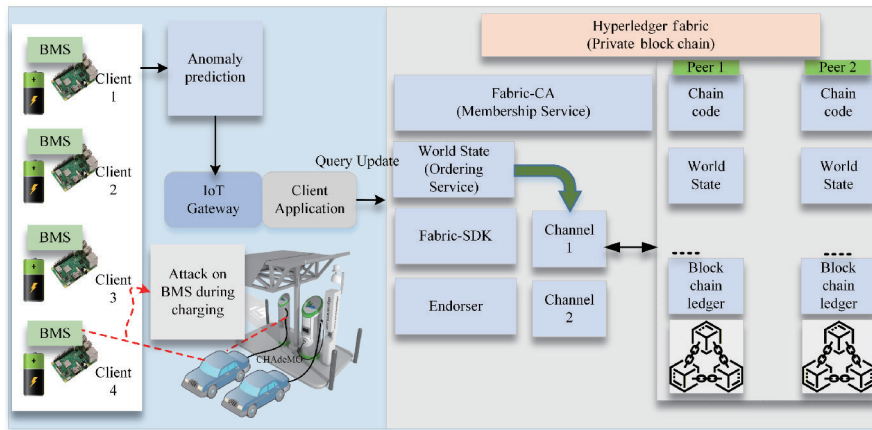 BMS
Client
1
BMS
Client
2
BMS
Client
3
BMS
Client
4
Anomaly
prediction
IoT
Gateway
Client
Application
Query Update
Attack on
BMS during
charging
CHAdeMO
Hyperledger fabric
(Private block chain)
Fabric-CA
(Membership Service)
World State
(Ordering
Service)
Fabric-SDK
Endorser
Channel
1
Channel
2
Peer 1
Chain
code
World
State
Block
chain
ledger
Peer 2
Chain
code
World
State
Block
chain
ledger